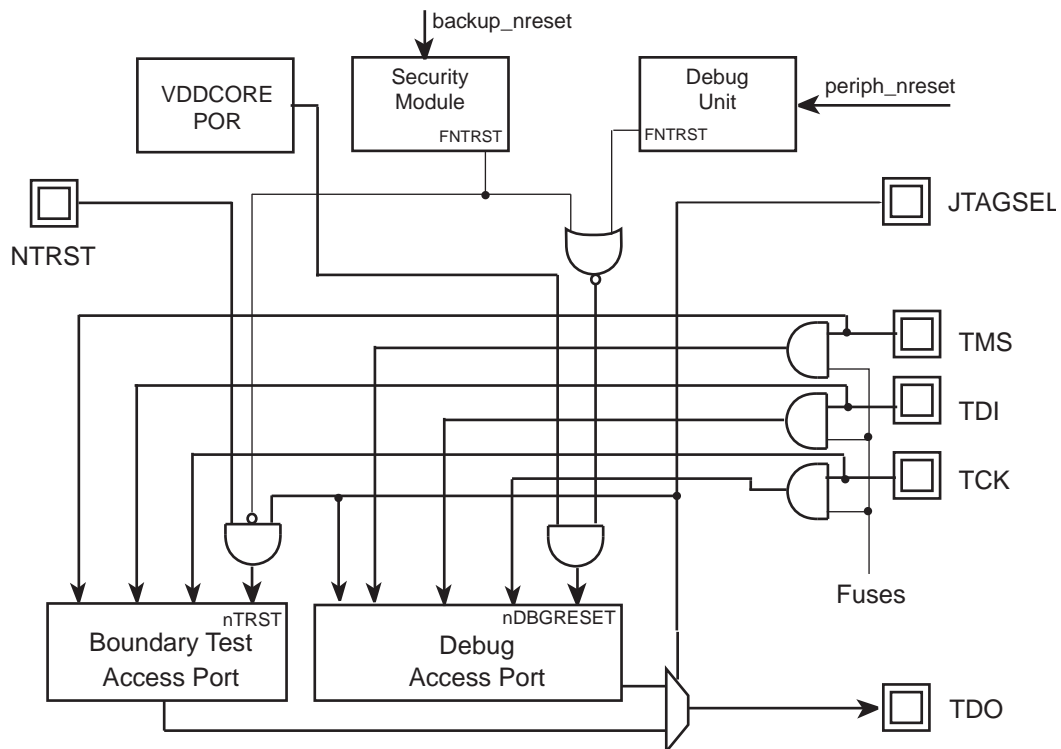 backup_nreset
VDDCORE
POR
Security
Module
FNTRST
Debug
Unit
FNTRST
periph_nreset
NTRST
JTAGSEL
TMS
TDI
TCK
Fuses
nTRST
Boundary Test
Access Port
nDBGRESET
Debug
Access Port
TDO